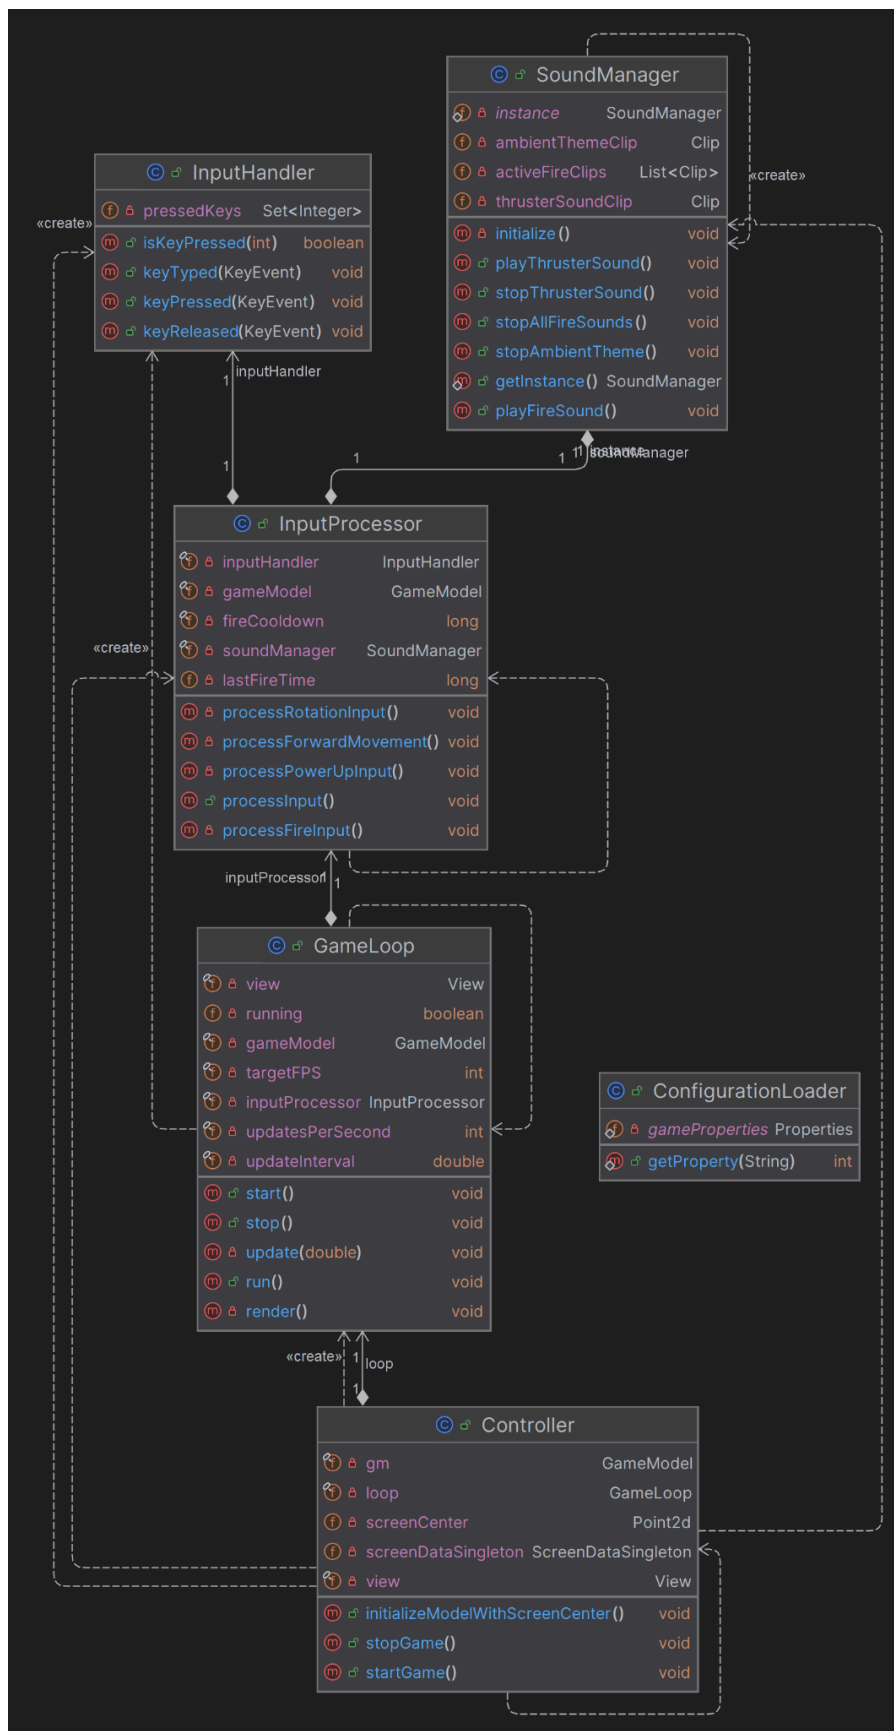 SoundManager
instance SoundManager
ambientThemeClip Clip
activeFireClips List<Clip>
thrusterSoundClip Clip
initialize() void
playThrusterSound() void
stopThrusterSound() void
stopAllFireSounds() void
stopAmbientTheme() void
getInstance() SoundManager
playFireSound() void
«create»
InputHandler
pressedKeys Set<Integer>
isKeyPressed(int) boolean
keyTyped(KeyEvent) void
keyPressed(KeyEvent) void
keyReleased(KeyEvent) void
«create»
1
inputHandler
1
1
1
1
instance
soundManager
InputProcessor
inputHandler InputHandler
gameModel GameModel
fireCooldown long
soundManager SoundManager
lastFireTime long
processRotationInput() void
processForwardMovement() void
processPowerUpInput() void
processInput() void
processFireInput() void
«create»
inputProcessor
1
1
GameLoop
view View
running boolean
gameModel GameModel
targetFPS int
inputProcessor InputProcessor
updatesPerSecond int
updateInterval double
start() void
stop() void
update(double) void
run() void
render() void
ConfigurationLoader
gameProperties Properties
getProperty(String) int
«create»
1
loop
1
Controller
gm GameModel
loop GameLoop
screenCenter Point2d
screenDataSingleton ScreenDataSingleton
view View
initializeModelWithScreenCenter() void
stopGame() void
startGame() void